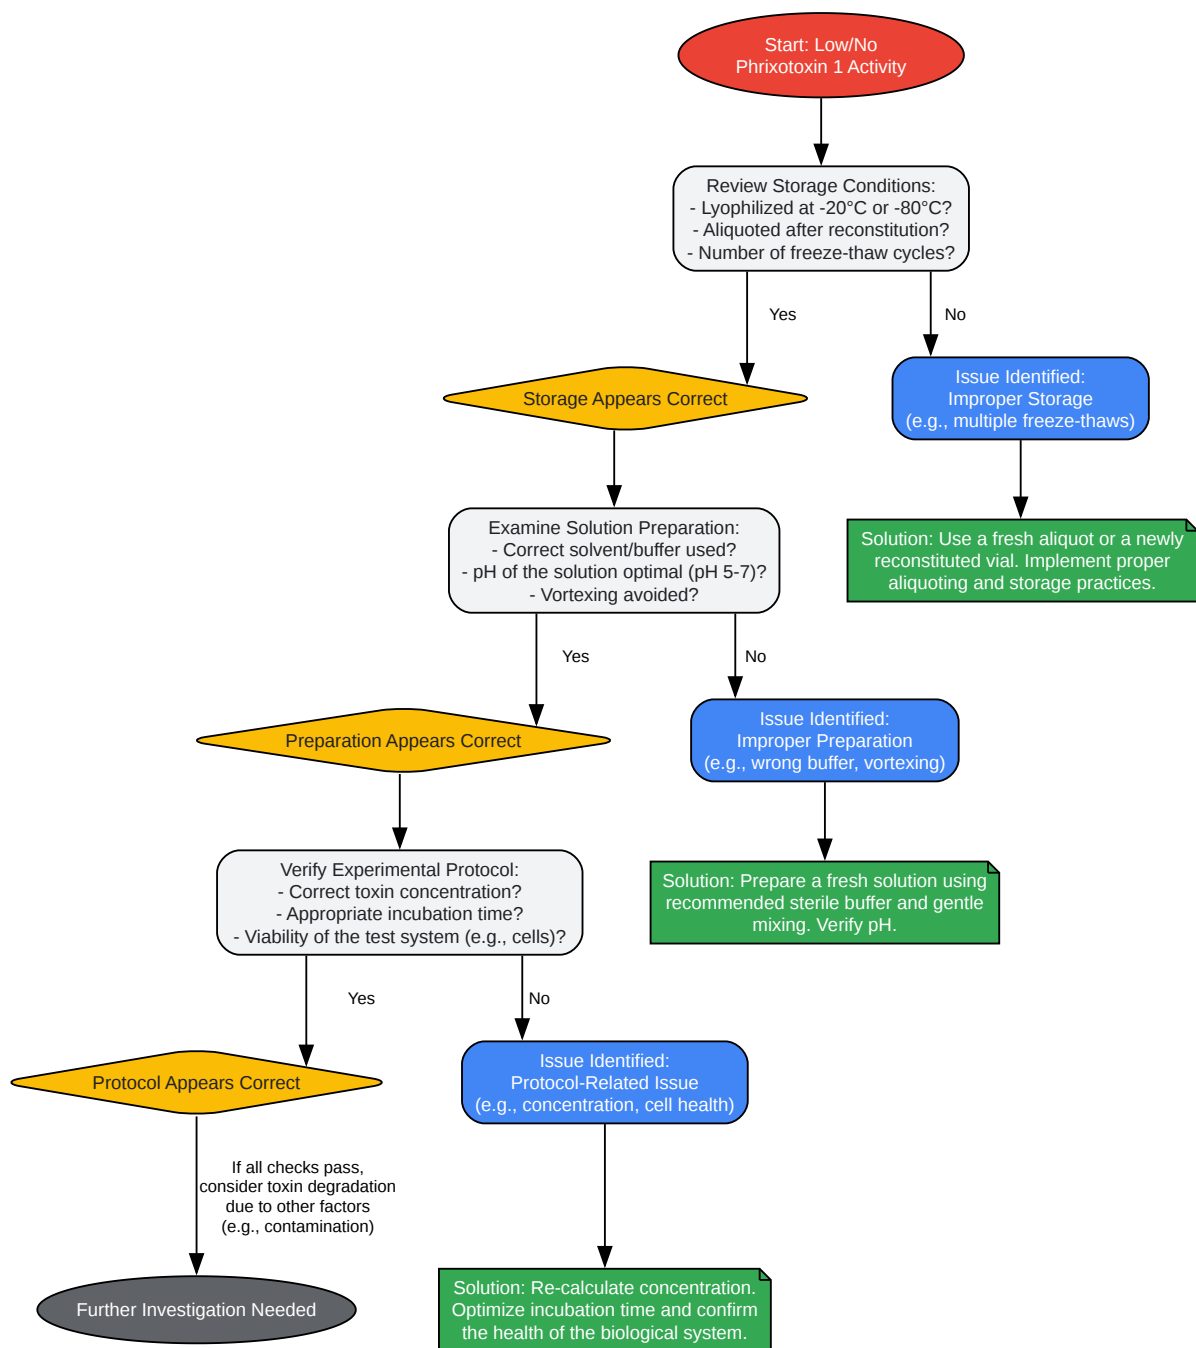 Start: Low/No
Phrixotoxin 1 Activity
Review Storage Conditions:
- Lyophilized at -20°C or -80°C?
- Aliquoted after reconstitution?
- Number of freeze-thaw cycles?
Yes
No
Storage Appears Correct
Issue Identified:
Improper Storage
(e.g., multiple freeze-thaws)
Examine Solution Preparation:
- Correct solvent/buffer used?
- pH of the solution optimal (pH 5-7)?
- Vortexing avoided?
Solution: Use a fresh aliquot or a newly
reconstituted vial. Implement proper
aliquoting and storage practices.
Yes
No
Preparation Appears Correct
Issue Identified:
Improper Preparation
(e.g., wrong buffer, vortexing)
Verify Experimental Protocol:
- Correct toxin concentration?
- Appropriate incubation time?
- Viability of the test system (e.g., cells)?
Solution: Prepare a fresh solution using
recommended sterile buffer and gentle
mixing. Verify pH.
Yes
No
Protocol Appears Correct
Issue Identified:
Protocol-Related Issue
(e.g., concentration, cell health)
If all checks pass,
consider toxin degradation
due to other factors
(e.g., contamination)
Further Investigation Needed
Solution: Re-calculate concentration.
Optimize incubation time and confirm
the health of the biological system.